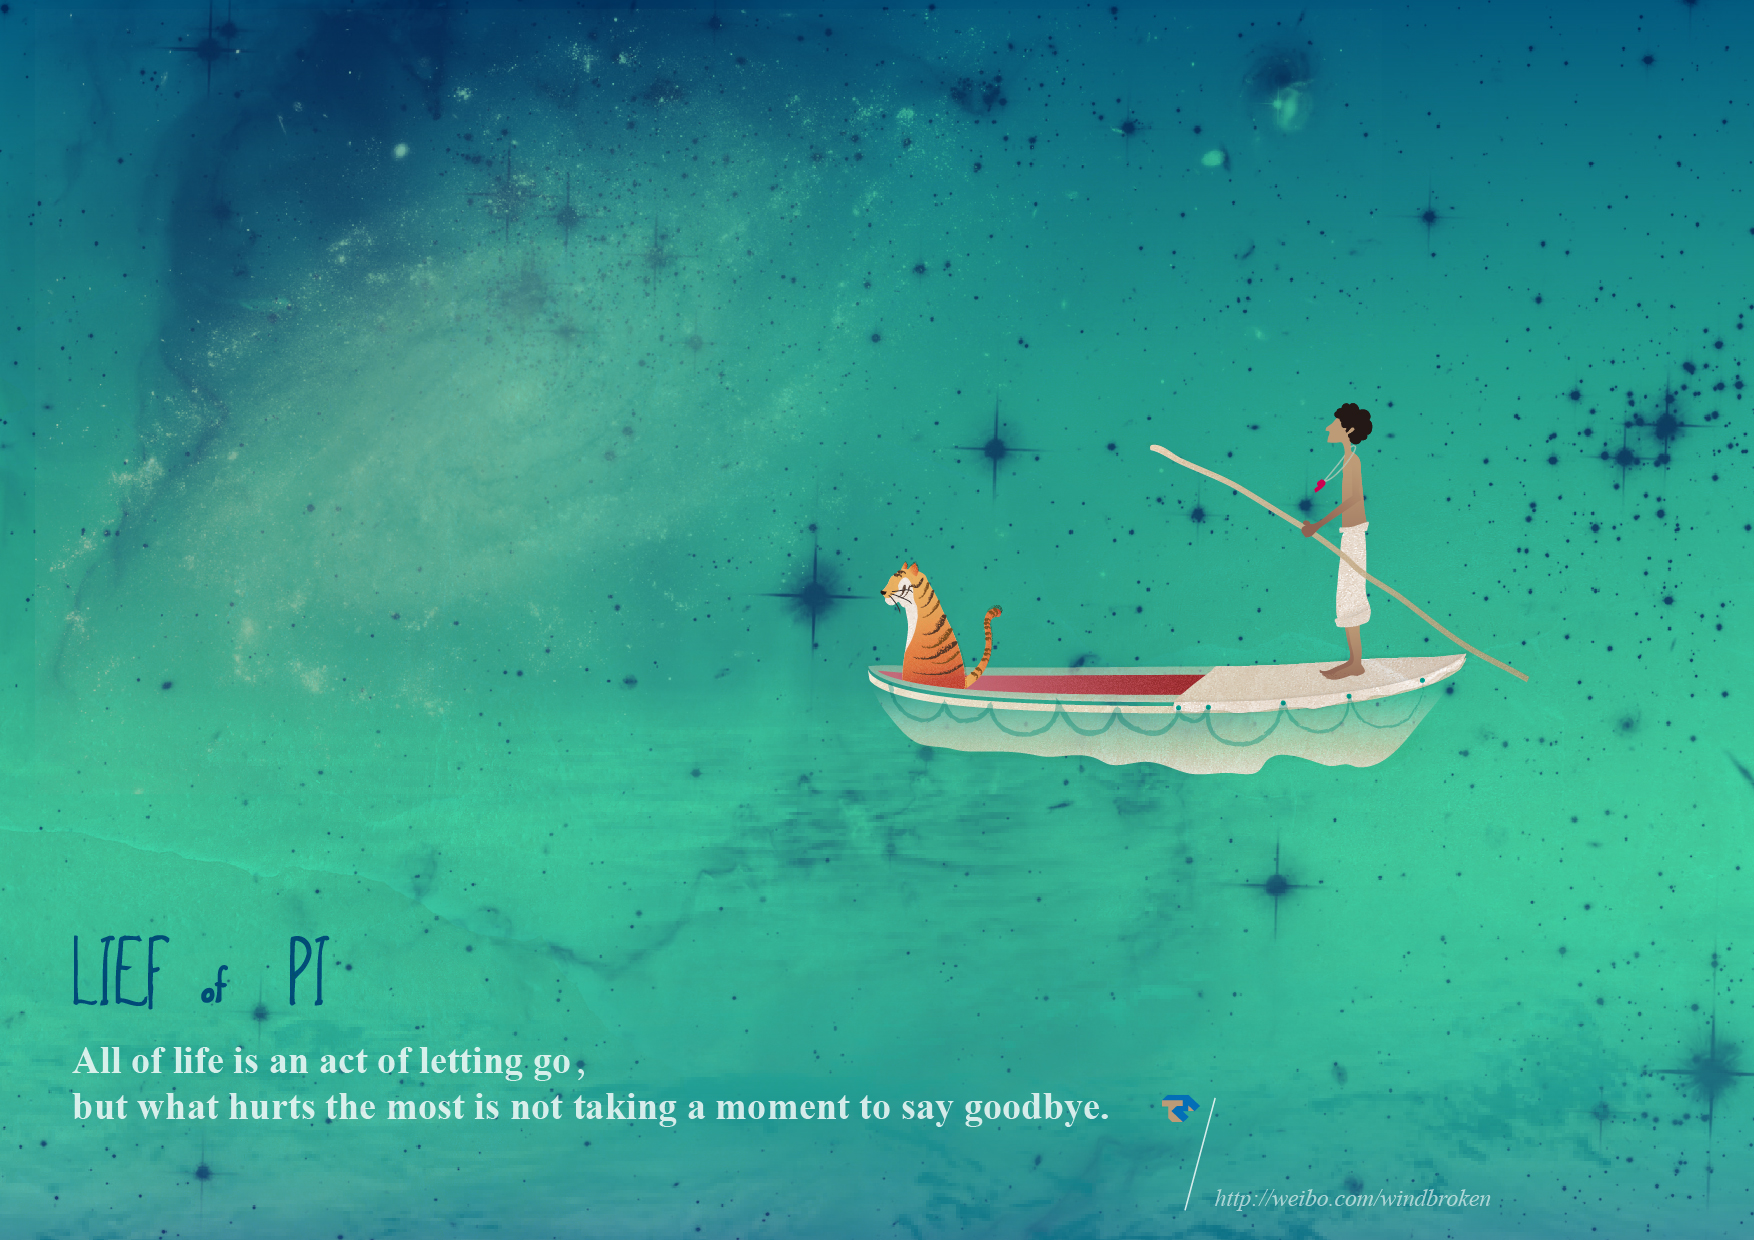 LIEF of PI
All of life is an act of letting go,
but what hurts the most is not taking a moment to say goodbye.
http://weibo.com/windbroken